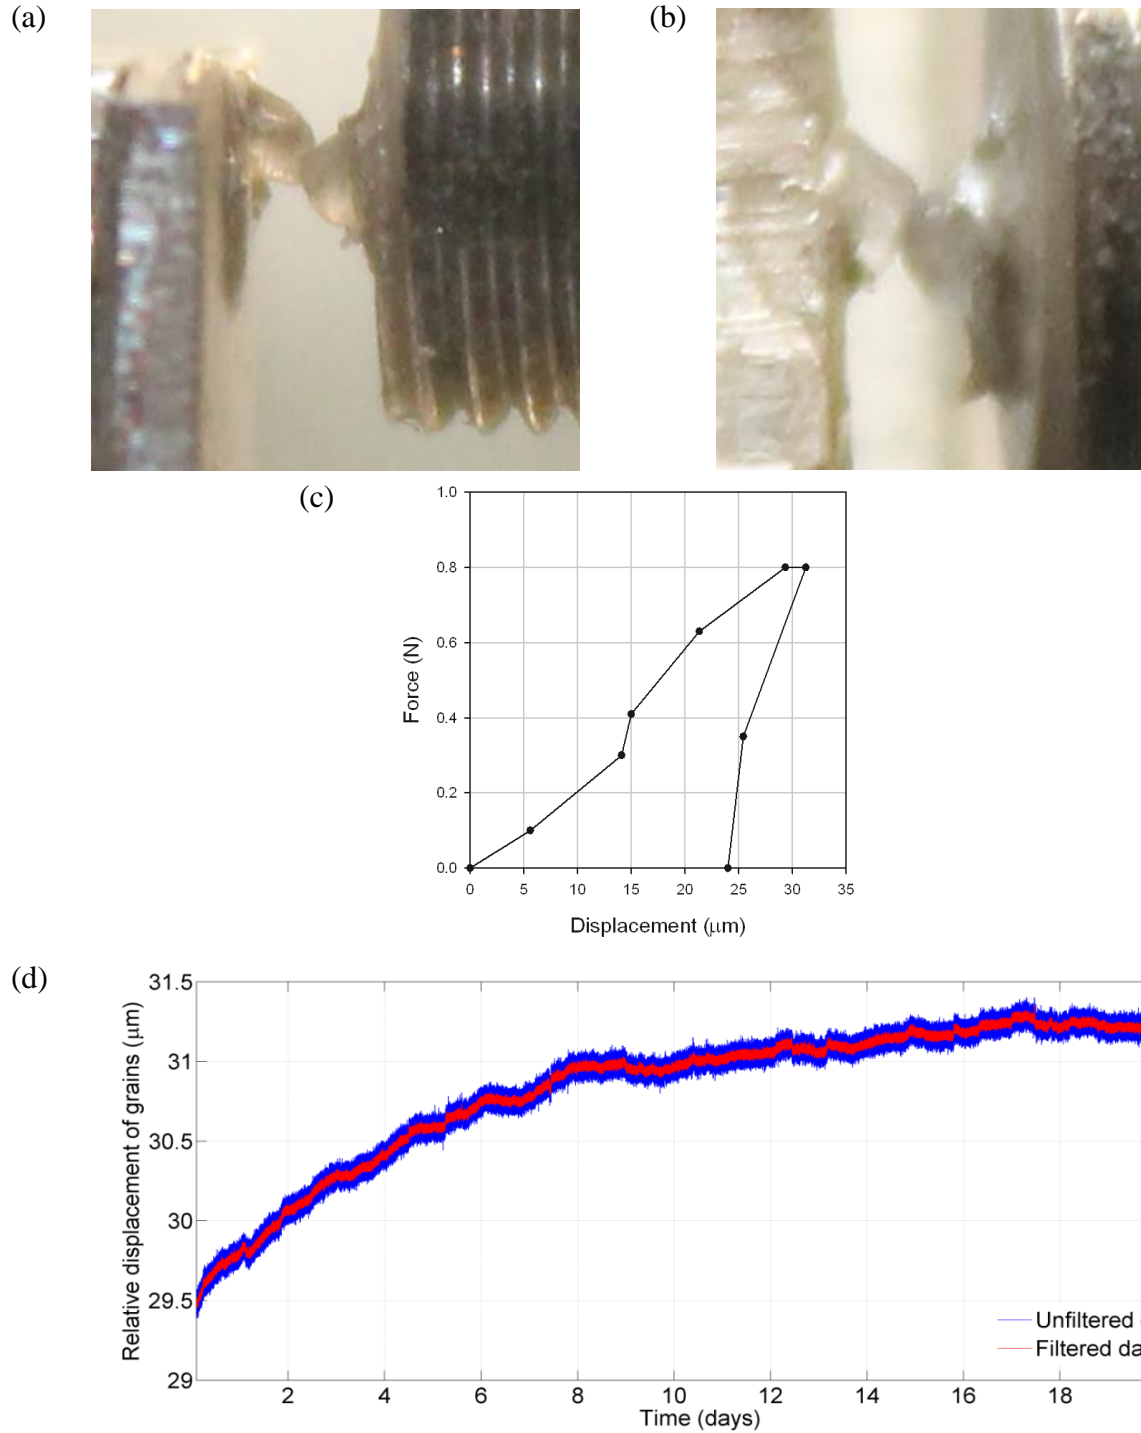 (a)
(b)
(c)
1.0
0.8
0.6
0.4
0.2
0.0
Force (N)
0 5 10 15 20 25 30 35
Displacement (μm)
(d)
31.5
31
30.5
30
29.5
29
Relative displacement of grains (μm)
Unfiltered
Filtered
2 4 6 8 10 12 14 16 18
Time (days)